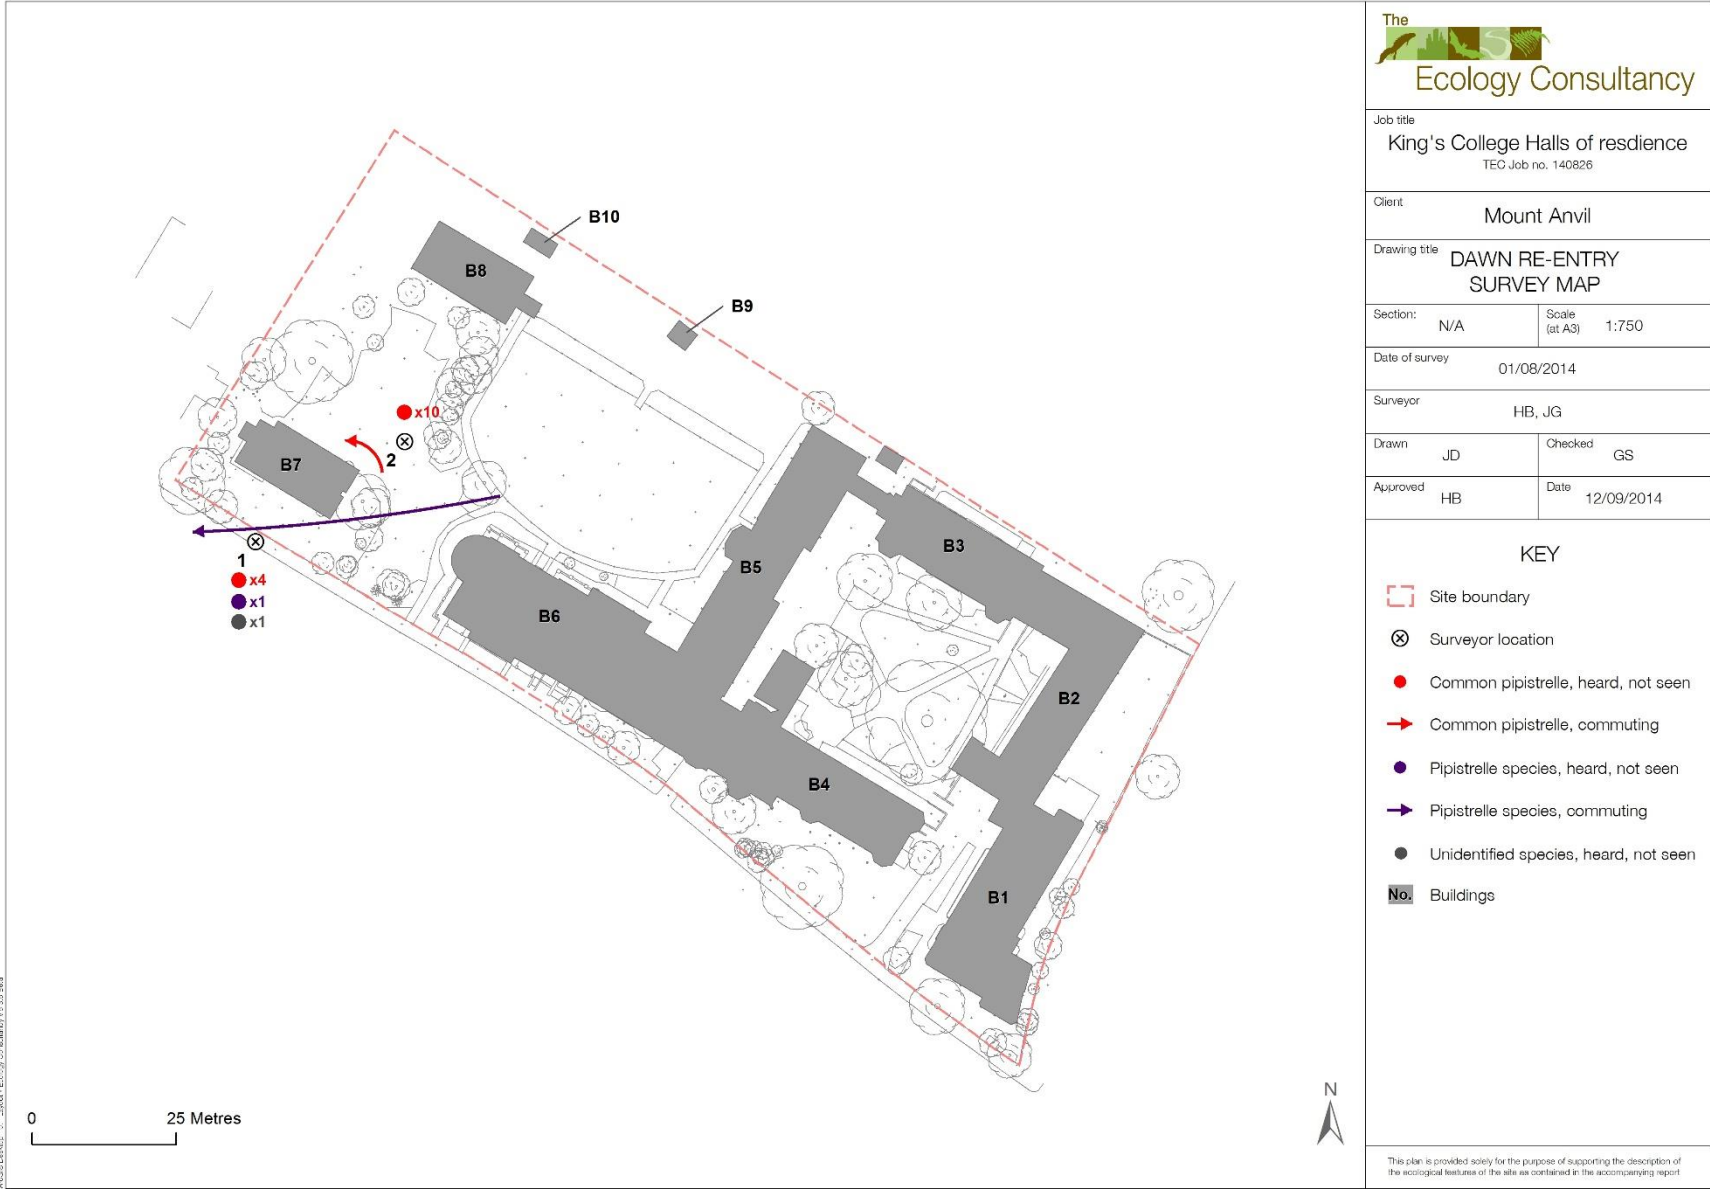 B10
B8
B9
x10
2
B7
1
x4
x1
x1
B6
B5
B3
B2
B4
B1
0
25 Metres
N
The
Ecology Consultancy
Job title
King's College Halls of resdience
TEC Job no. 140826
Client
Mount Anvil
Drawing title
DAWN RE-ENTRY
SURVEY MAP
Section:
N/A
Scale
(at A3)
1:750
Date of survey
01/08/2014
Surveyor
HB, JG
Drawn
JD
Checked
GS
Approved
HB
Date
12/09/2014
KEY
Site boundary
Surveyor location
Common pipistrelle, heard, not seen
Common pipistrelle, commuting
Pipistrelle species, heard, not seen
Pipistrelle species, commuting
Unidentified species, heard, not seen
No. Buildings
This plan is provided solely for the purpose of supporting the description of
the ecological features of the site as contained in the accompanying report